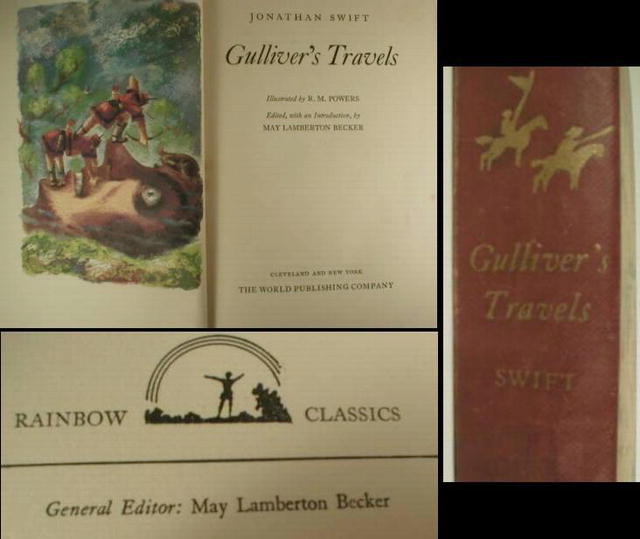 JONATHAN SWIFT
Gulliver's Travels
Illustrated by R. M. POWERS
Edited, with an Introduction, by
MAY LAMBERTON BECKER
CLEVELAND AND NEW YORK
THE WORLD PUBLISHING COMPANY
RAINBOW CLASSICS
General Editor: May Lamberton Becker
Gulliver's
Travels
SWIFT